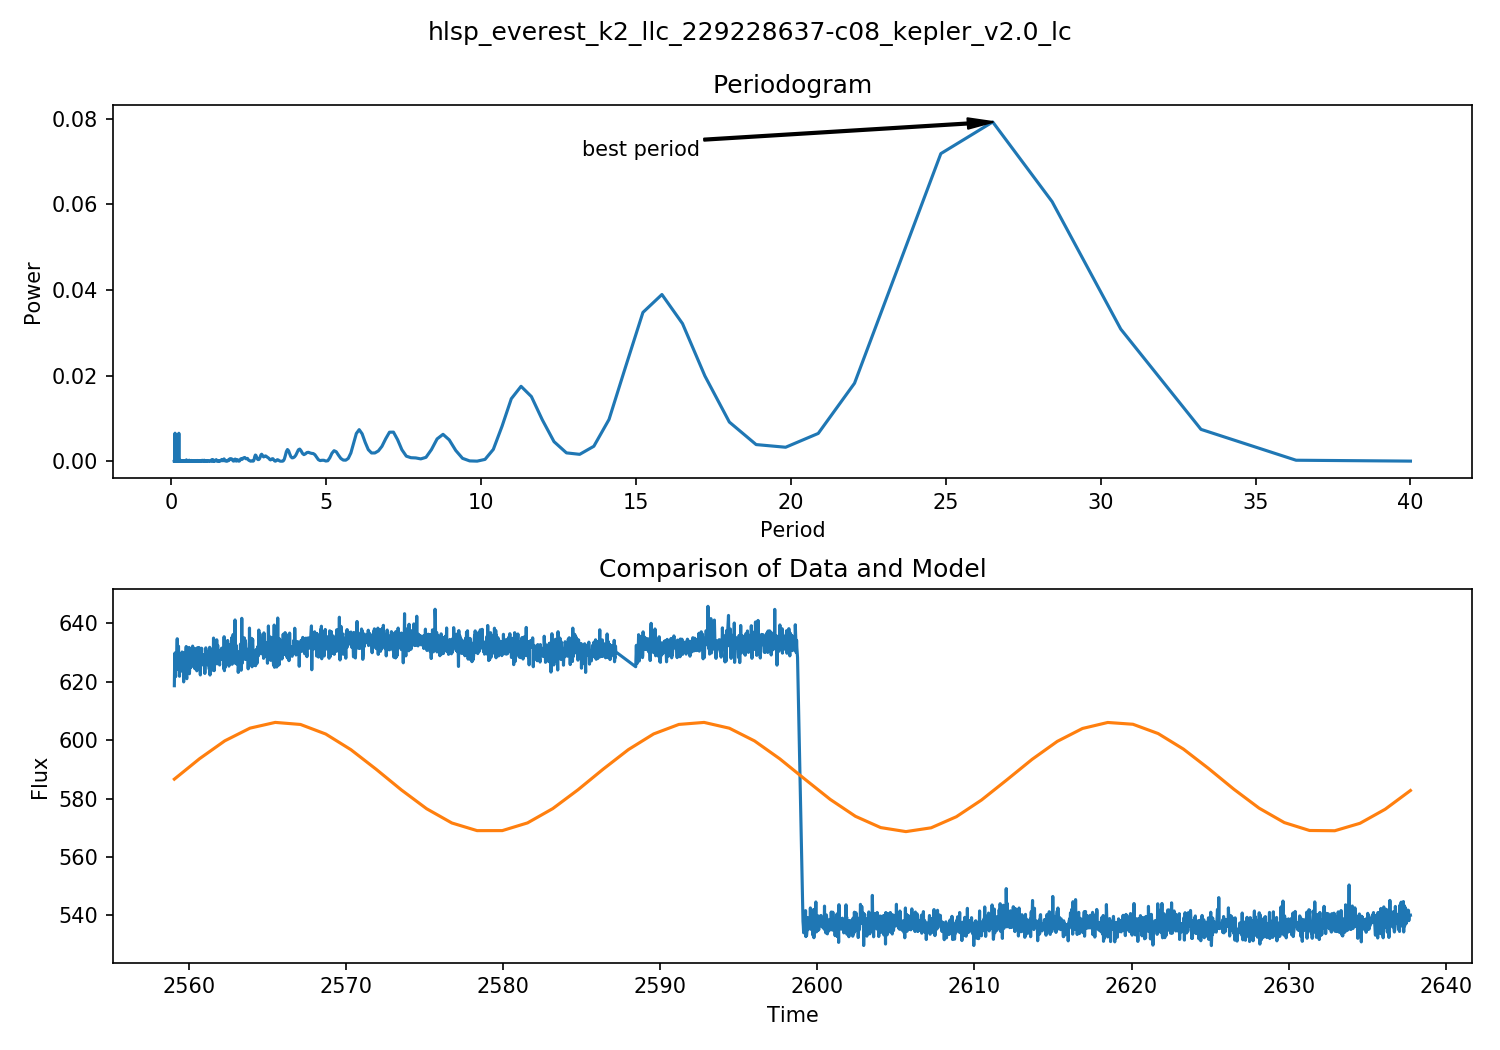 hlsp_everest_k2_llc_229228637-c08_kepler_v2.0_lc
Periodogram
0.08
0.06
0.04
0.02
0.00
Power
best period
0 5 10 15 20 25 30 35 40
Period
Comparison of Data and Model
640
620
600
580
560
540
Flux
2560 2570 2580 2590 2600 2610 2620 2630 2640
Time